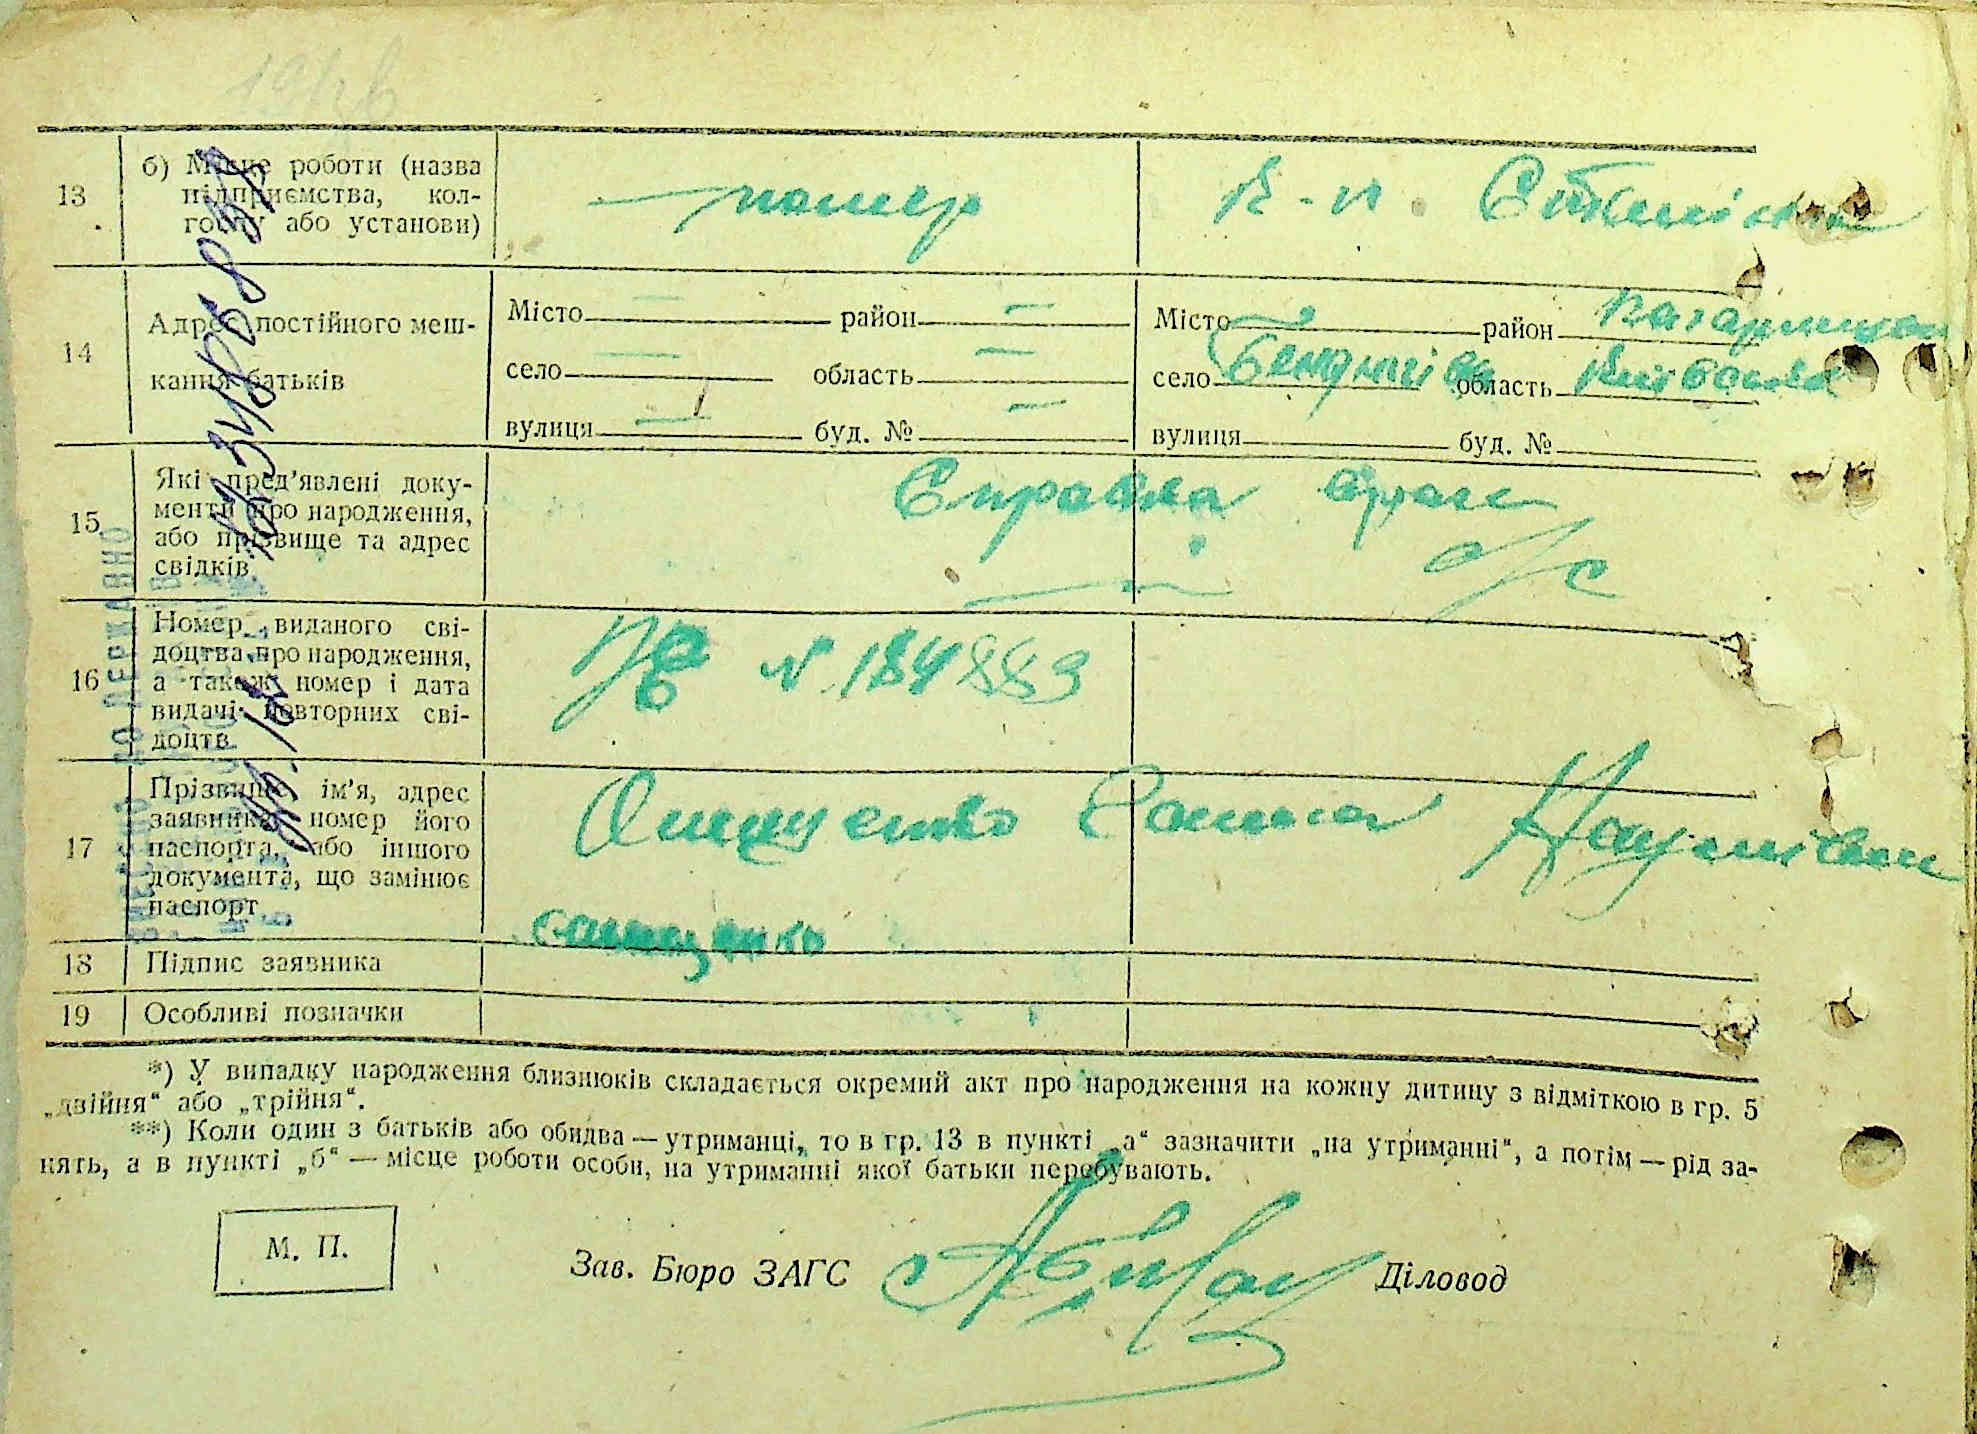 13
б) Місце роботи (назва
підприємства, кол-
госпу або установи)
помер
К-п.
14
Адрес постійного меш-
кання батьків
Місто — район —
село — область —
вулиця — буд. № —
Місто — район Кагарлицьк
село область Київська
вулиця буд. №
15
Які пред'явлені доку-
менти про народження,
або прізвище та адрес
свідків
Справка
с/с
16
Номер виданого сві-
доцтва про народження,
а також номер і дата
видачі повторних сві-
доцтв
N 184883
17
Прізвище, ім'я, адрес
заявника, номер його
паспорта, або іншого
документа, що замінює
паспорт
Онищенко Наумівна
18
Підпис заявника
19
Особливі позначки
*) У випадку народження близнюків складається окремий акт про народження на кожну дитину з відміткою в гр. 5
„двійня“ або „трійня“.
**) Коли один з батьків або обидва — утриманці, то в гр. 13 в пункті „а“ зазначити „на утриманні“, а потім — рід за-
нять, а в пункті „б“ — місце роботи особи, на утриманні якої батьки перебувають.
М. П.
Зав. Бюро ЗАГС
Діловод